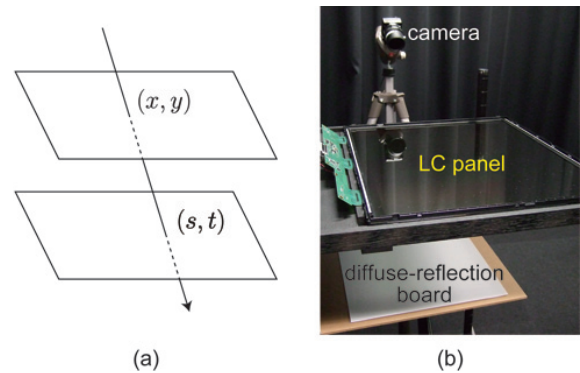 (x, y)
(s, t)
(a)
camera
LC panel
diffuse-reflection
board
(b)